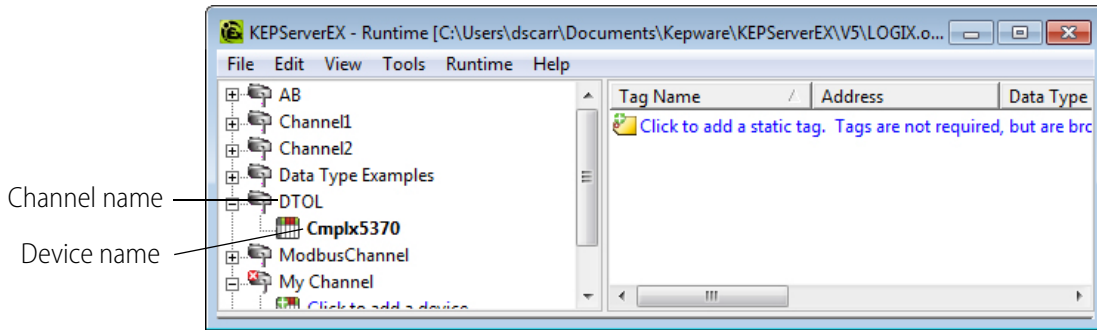 KEPServerEX - Runtime [C:\Users\dscarr\Documents\Kepware\KEPServerEX\V5\LOGIX.o...
File Edit View Tools Runtime Help
AB
Channel1
Channel2
Data Type Examples
DTOL
Cmplx5370
ModbusChannel
My Channel
Click to add a device
Tag Name Address Data Type
Click to add a static tag. Tags are not required, but are brc
Channel name
Device name